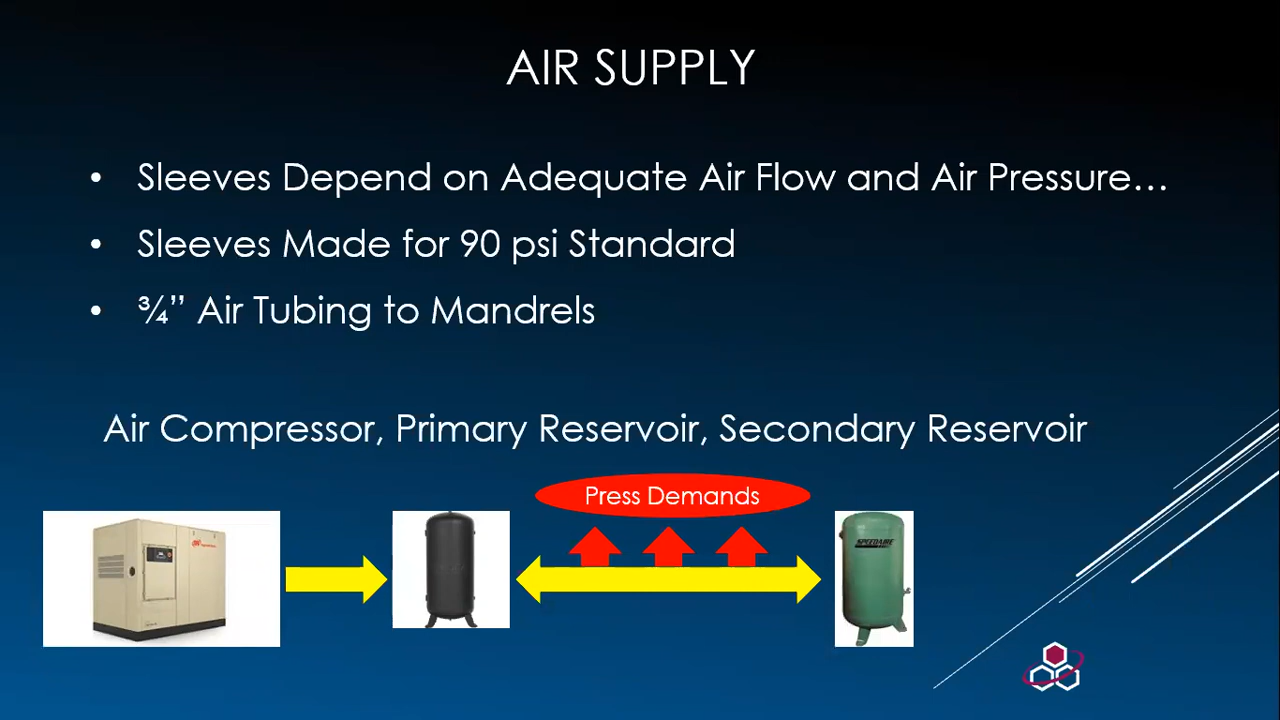 AIR SUPPLY
• Sleeves Depend on Adequate Air Flow and Air Pressure…
• Sleeves Made for 90 psi Standard
• ¾” Air Tubing to Mandrels
Air Compressor, Primary Reservoir, Secondary Reservoir
Press Demands
SPEEDAIRE